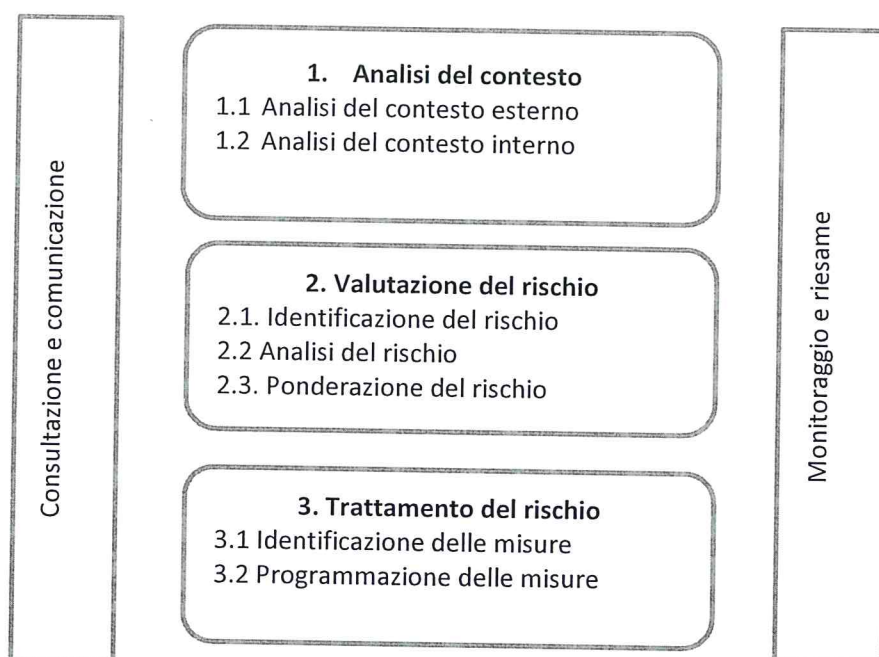 Consultazione e comunicazione
1. Analisi del contesto
1.1 Analisi del contesto esterno
1.2 Analisi del contesto interno
2. Valutazione del rischio
2.1. Identificazione del rischio
2.2 Analisi del rischio
2.3. Ponderazione del rischio
3. Trattamento del rischio
3.1 Identificazione delle misure
3.2 Programmazione delle misure
Monitoraggio e riesame